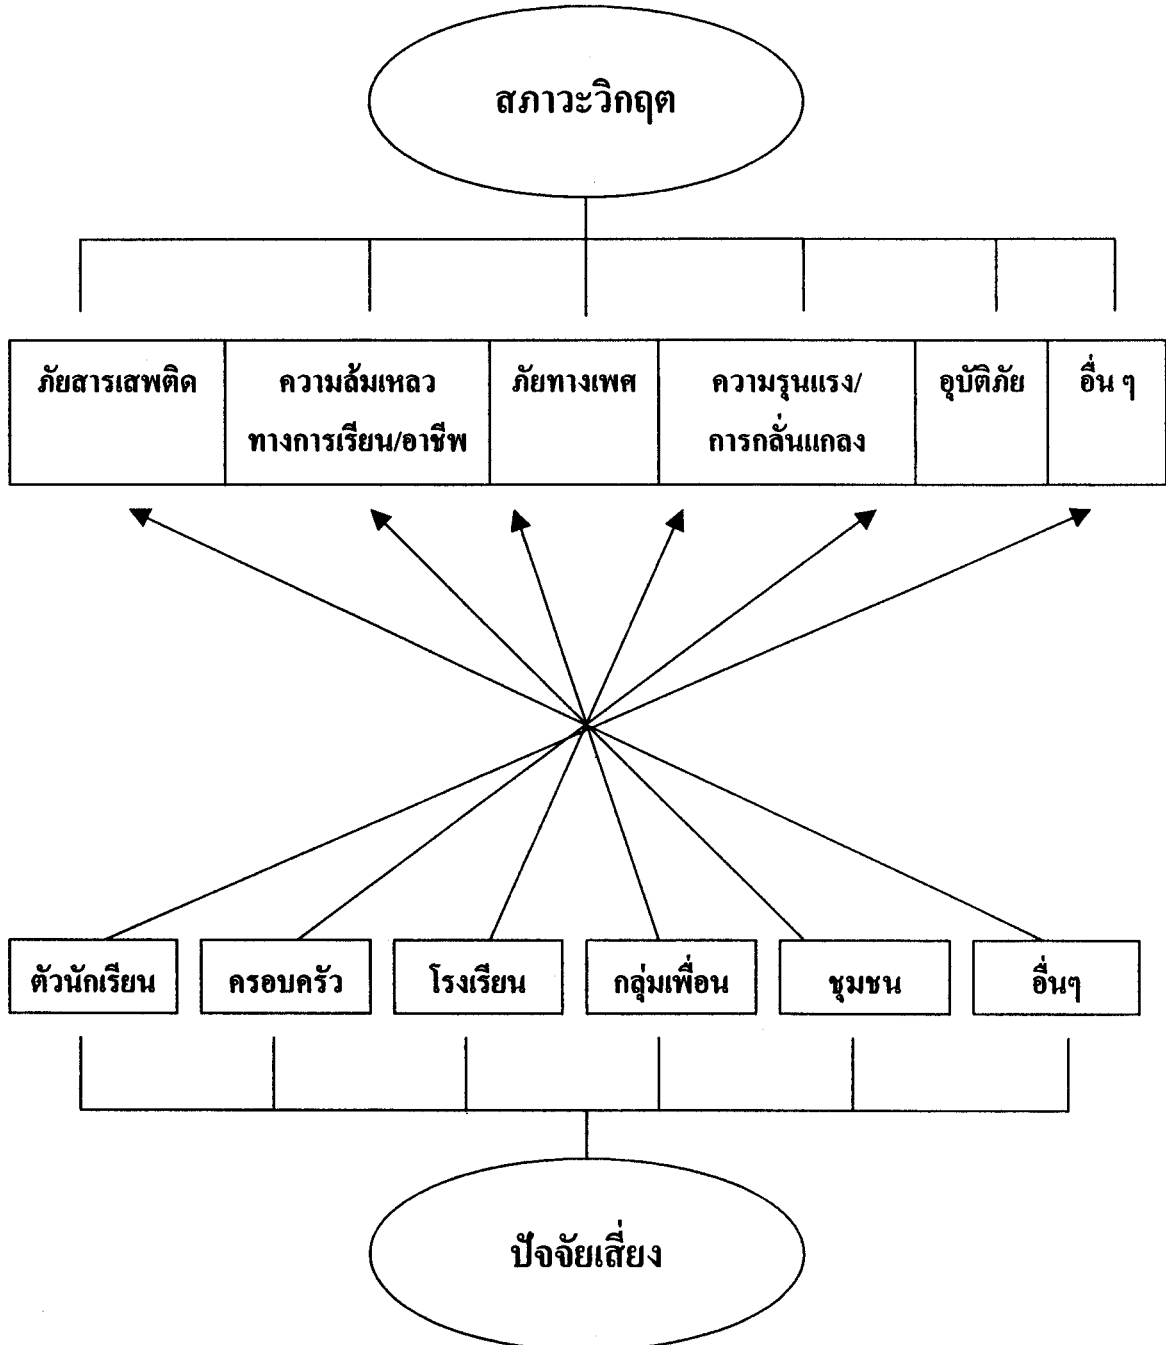 สภาวะวิกฤต
ภัยสารเสพติด
ความล้มเหลว
ทางการเรียน/อาชีพ
ภัยทางเพศ
ความรุนแรง/
การกลั่นแกลง
อุบัติภัย
อื่น ๆ
ตัวนักเรียน
ครอบครัว
โรงเรียน
กลุ่มเพื่อน
ชุมชน
อื่นๆ
ปัจจัยเสี่ยง